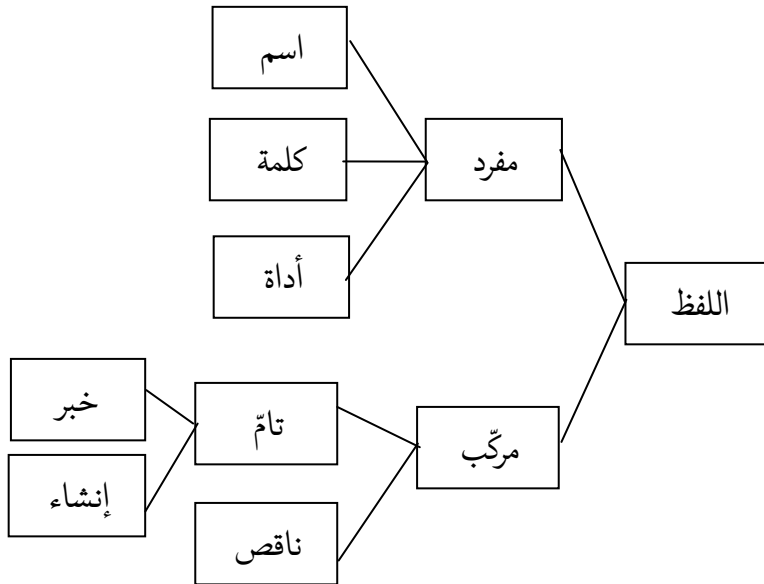 اللفظ
مفرد
اسم
كلمة
أداة
مركّب
تامّ
خبر
إنشاء
ناقص